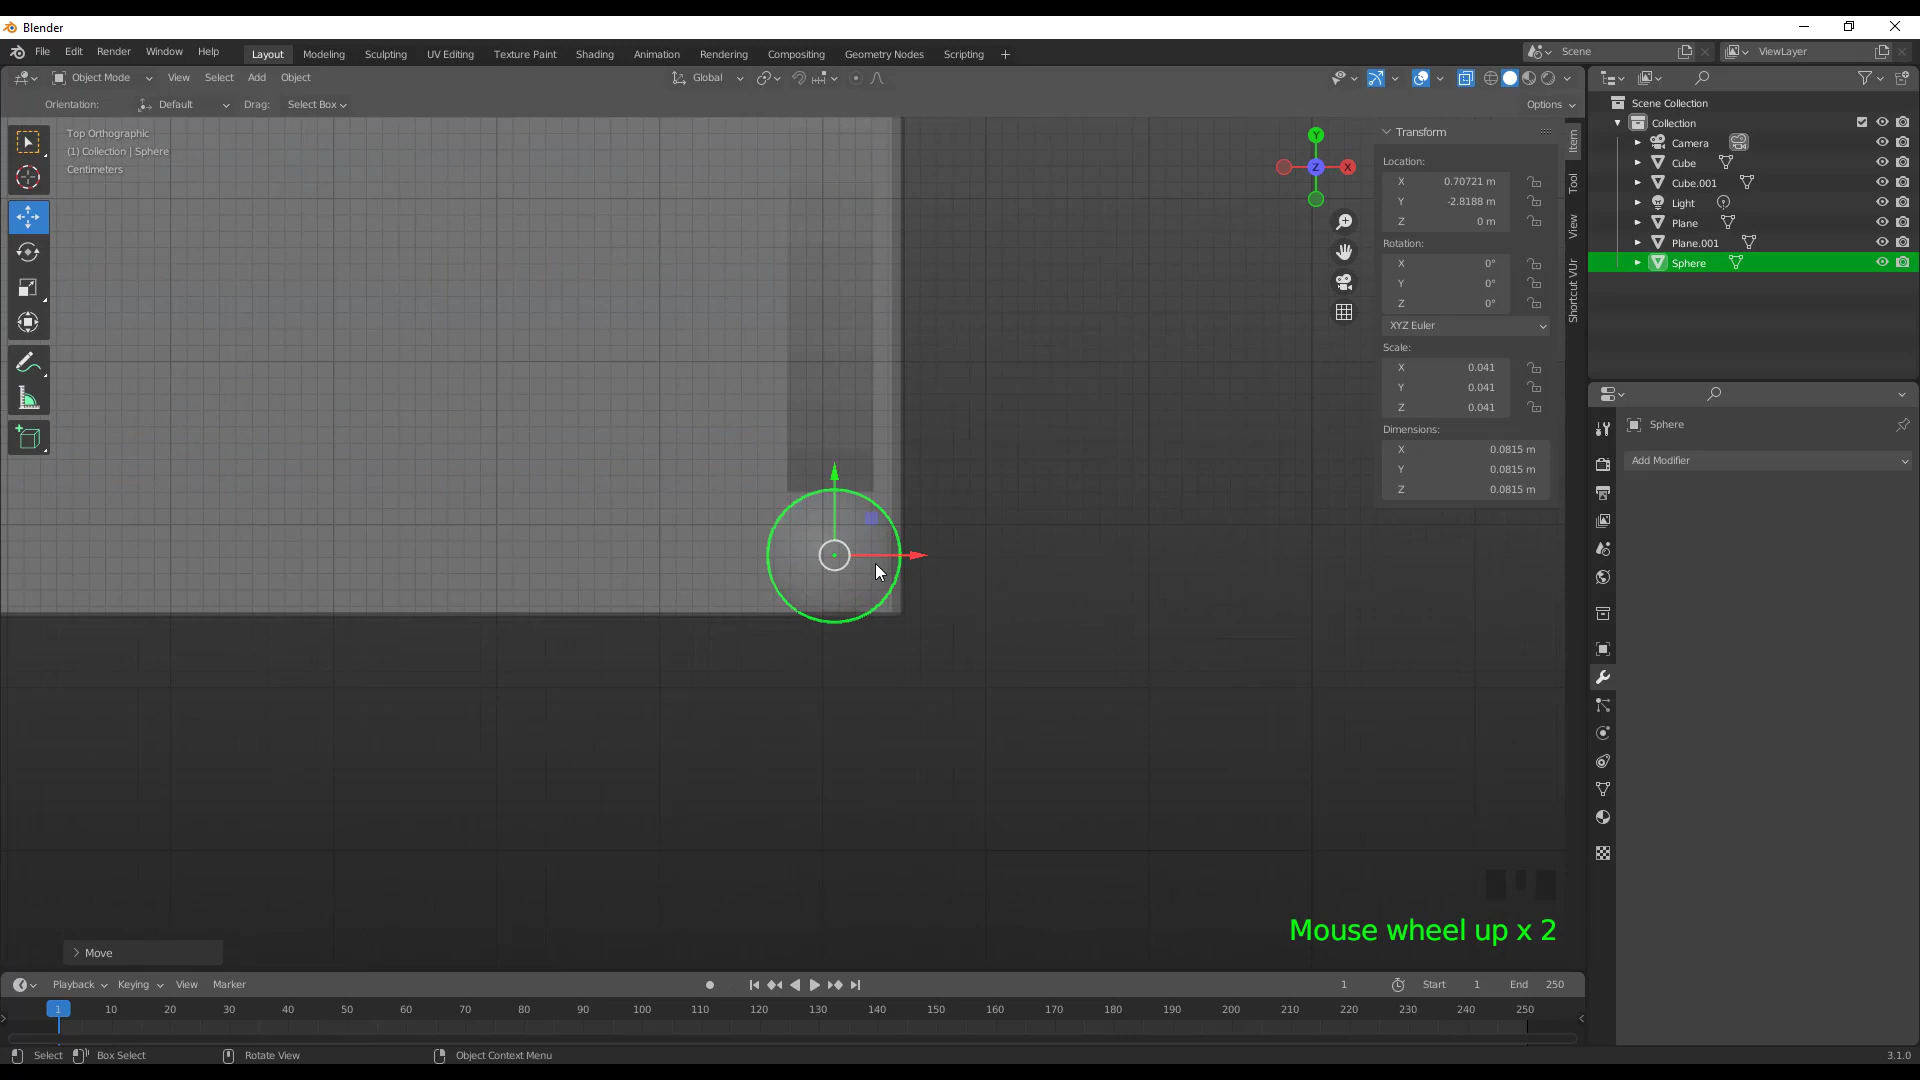 Blender
File Edit Render Window Help Layout Modeling Sculpting UV Editing Texture Paint Shading Animation Rendering Compositing Geometry Nodes Scripting + Scene ViewLayer
Object Mode View Select Add Object Global
Orientation: Default Drag: Select Box Options
Top Orthographic
(1) Collection | Sphere
Centimeters
Y
Z
X
Transform
Location:
X 0.70721 m
Y -2.8188 m
Z 0 m
Rotation:
X 0°
Y 0°
Z 0°
XYZ Euler
Scale:
X 0.041
Y 0.041
Z 0.041
Dimensions:
X 0.0815 m
Y 0.0815 m
Z 0.0815 m
Item
Tool
View
Shortcut VUr
Scene Collection
Collection
Camera
Cube
Cube.001
Light
Plane
Plane.001
Sphere
Sphere
Add Modifier
Mouse wheel up x 2
Move
Playback Keying View Marker 1 Start 1 End 250
1 10 20 30 40 50 60 70 80 90 100 110 120 130 140 150 160 170 180 190 200 210 220 230 240 250
Select Box Select Rotate View Object Context Menu 3.1.0